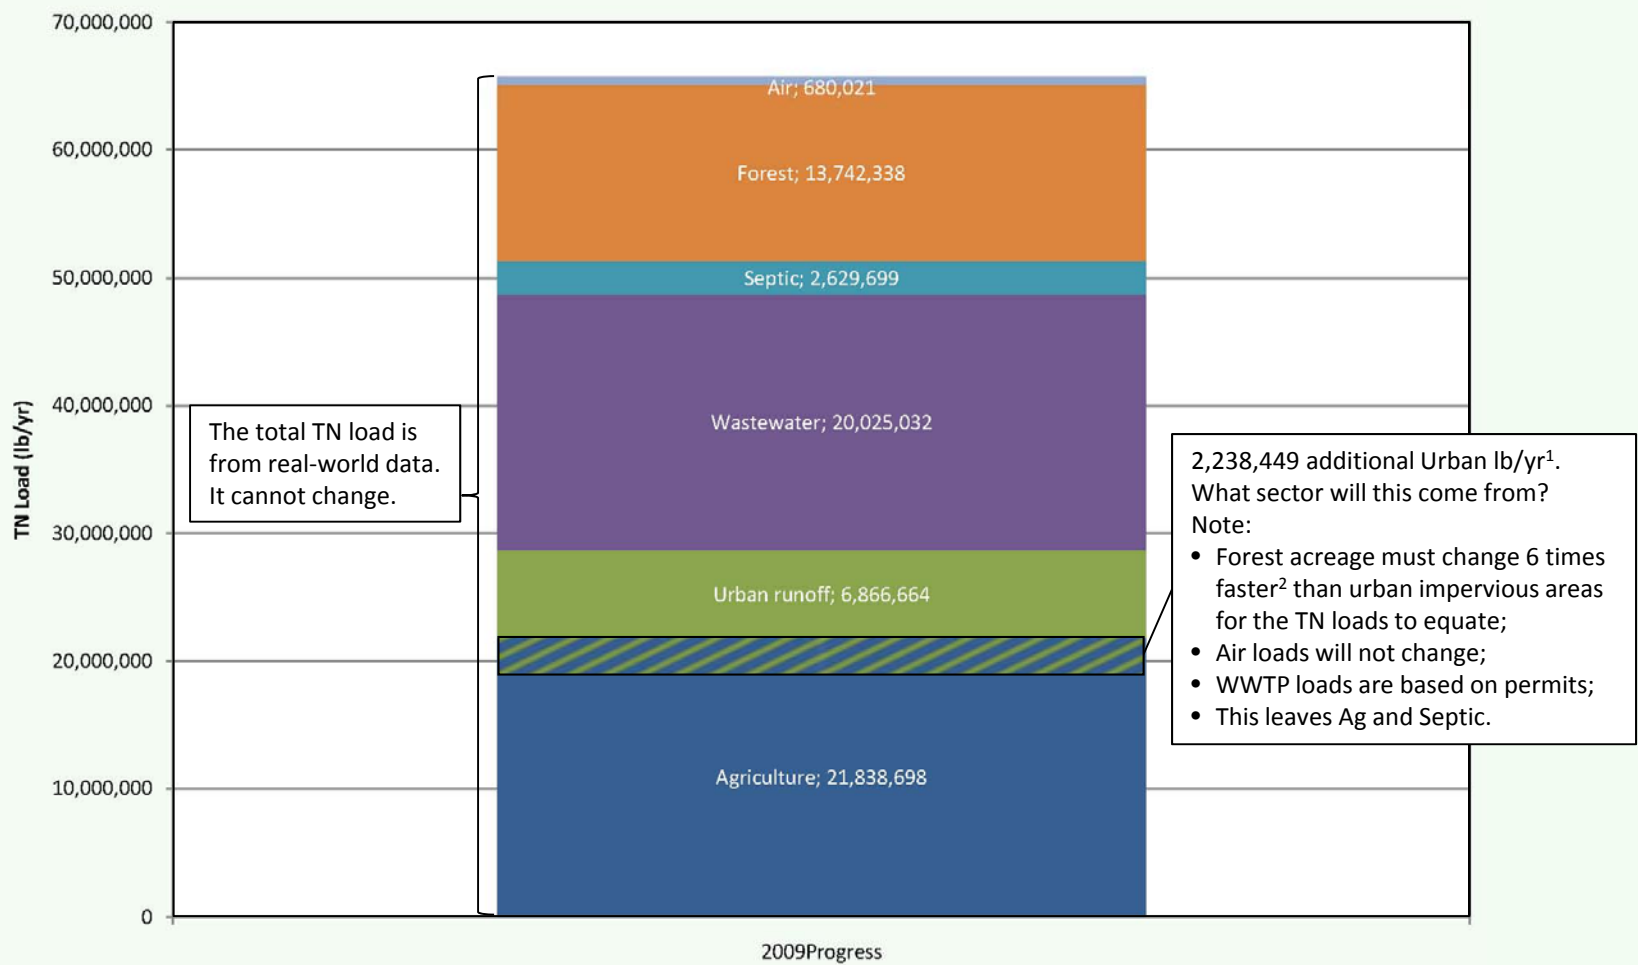 70,000,000
60,000,000
50,000,000
40,000,000
30,000,000
20,000,000
10,000,000
0
TN Load (lb/yr)
Air; 680,021
Forest; 13,742,338
Septic; 2,629,699
Wastewater; 20,025,032
Urban runoff; 6,866,664
Agriculture; 21,838,698
2009Progress
The total TN load is
from real-world data.
It cannot change.
2,238,449 additional Urban lb/yr¹.
What sector will this come from?
Note:
• Forest acreage must change 6 times
faster² than urban impervious areas
for the TN loads to equate;
• Air loads will not change;
• WWTP loads are based on permits;
• This leaves Ag and Septic.